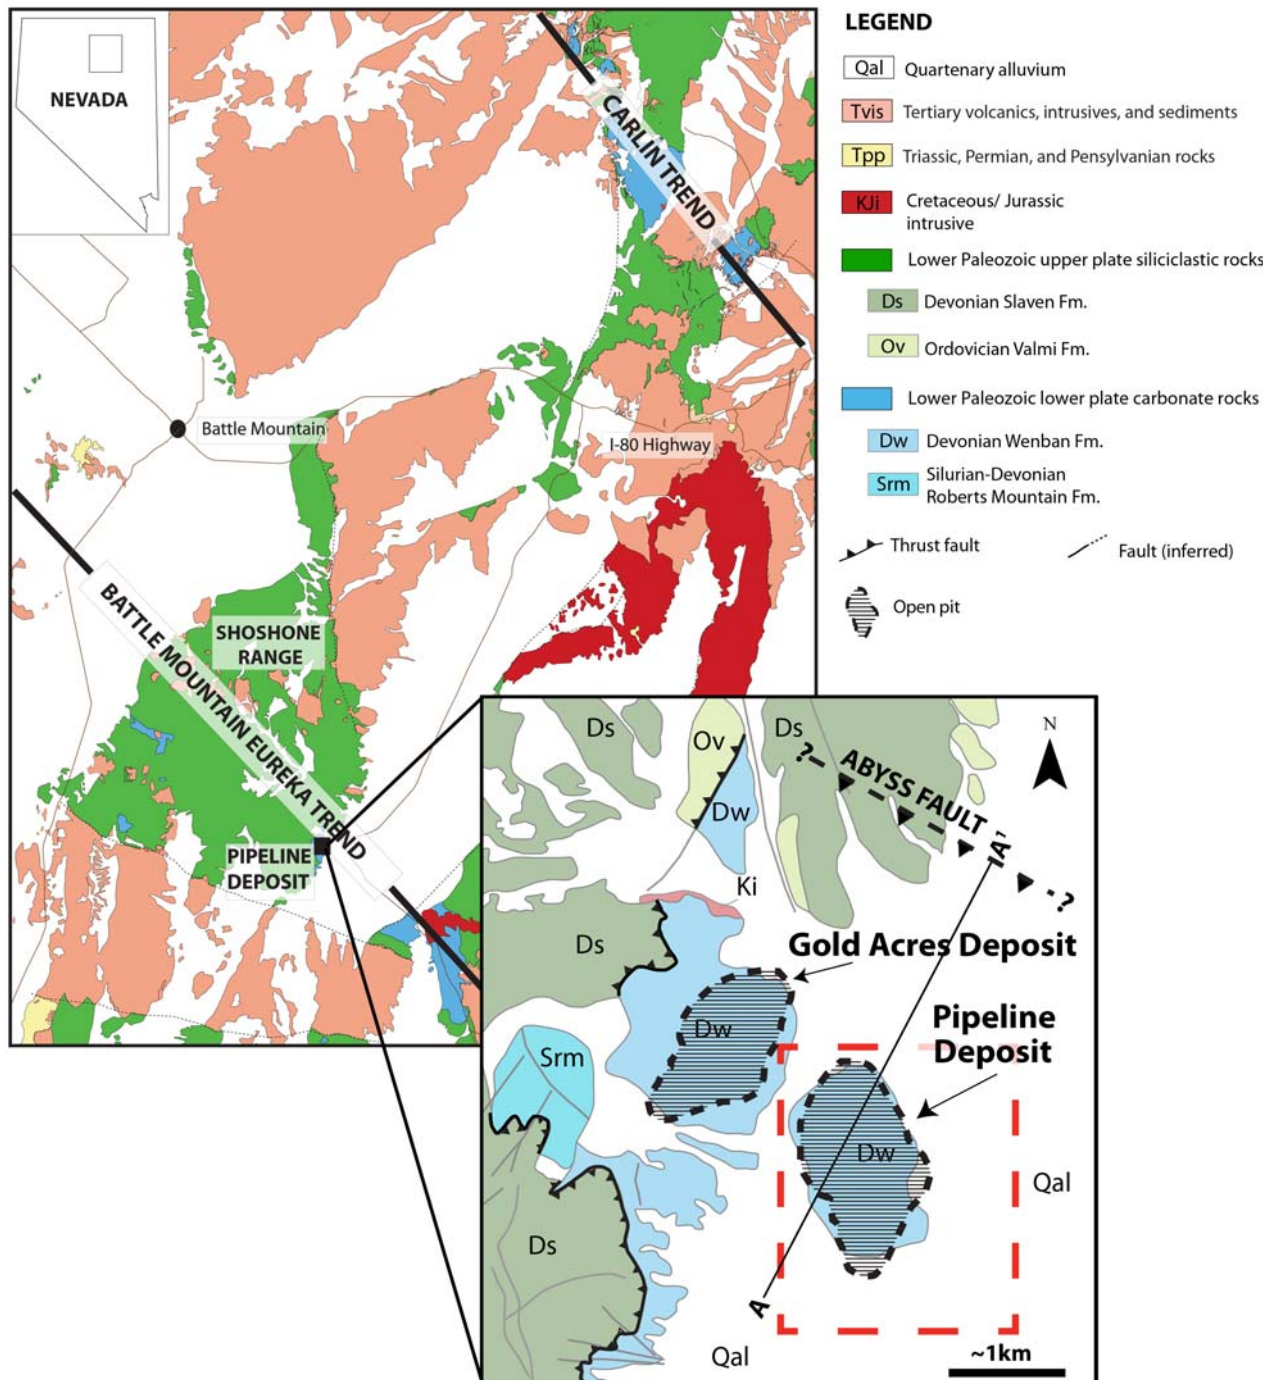 NEVADA
CARLIN TREND
Battle Mountain
I-80 Highway
SHOSHONE
RANGE
BATTLE MOUNTAIN EUREKA TREND
PIPELINE
DEPOSIT
LEGEND
Qal Quartenary alluvium
Tvis Tertiary volcanics, intrusives, and sediments
Tpp Triassic, Permian, and Pensylvanian rocks
KJi Cretaceous/ Jurassic
intrusive
Lower Paleozoic upper plate siliciclastic rocks
Ds Devonian Slaven Fm.
Ov Ordovician Valmi Fm.
Lower Paleozoic lower plate carbonate rocks
Dw Devonian Wenban Fm.
Srm Silurian-Devonian
Roberts Mountain Fm.
Thrust fault
Fault (inferred)
Open pit
Ds
Ov
Ds
N
?
ABYSS FAULT
Dw
A'
Ki
?
Ds
Gold Acres Deposit
Dw
Pipeline
Deposit
Srm
Dw
Qal
Ds
A
Qal
~1km